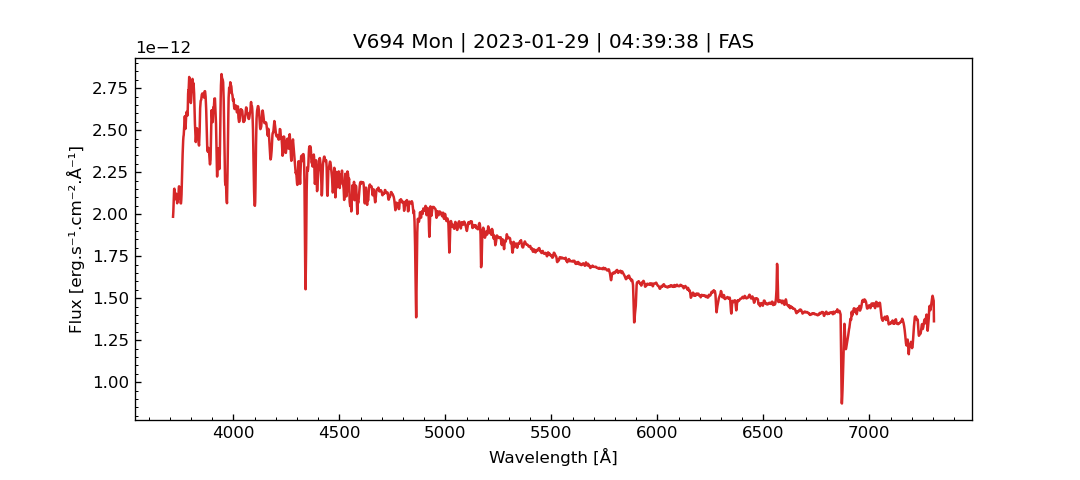 V694 Mon | 2023-01-29 | 04:39:38 | FAS
1e−12
2.75
2.50
2.25
2.00
1.75
1.50
1.25
1.00
Flux [erg.s⁻¹.cm⁻².Å⁻¹]
4000 4500 5000 5500 6000 6500 7000
Wavelength [Å]